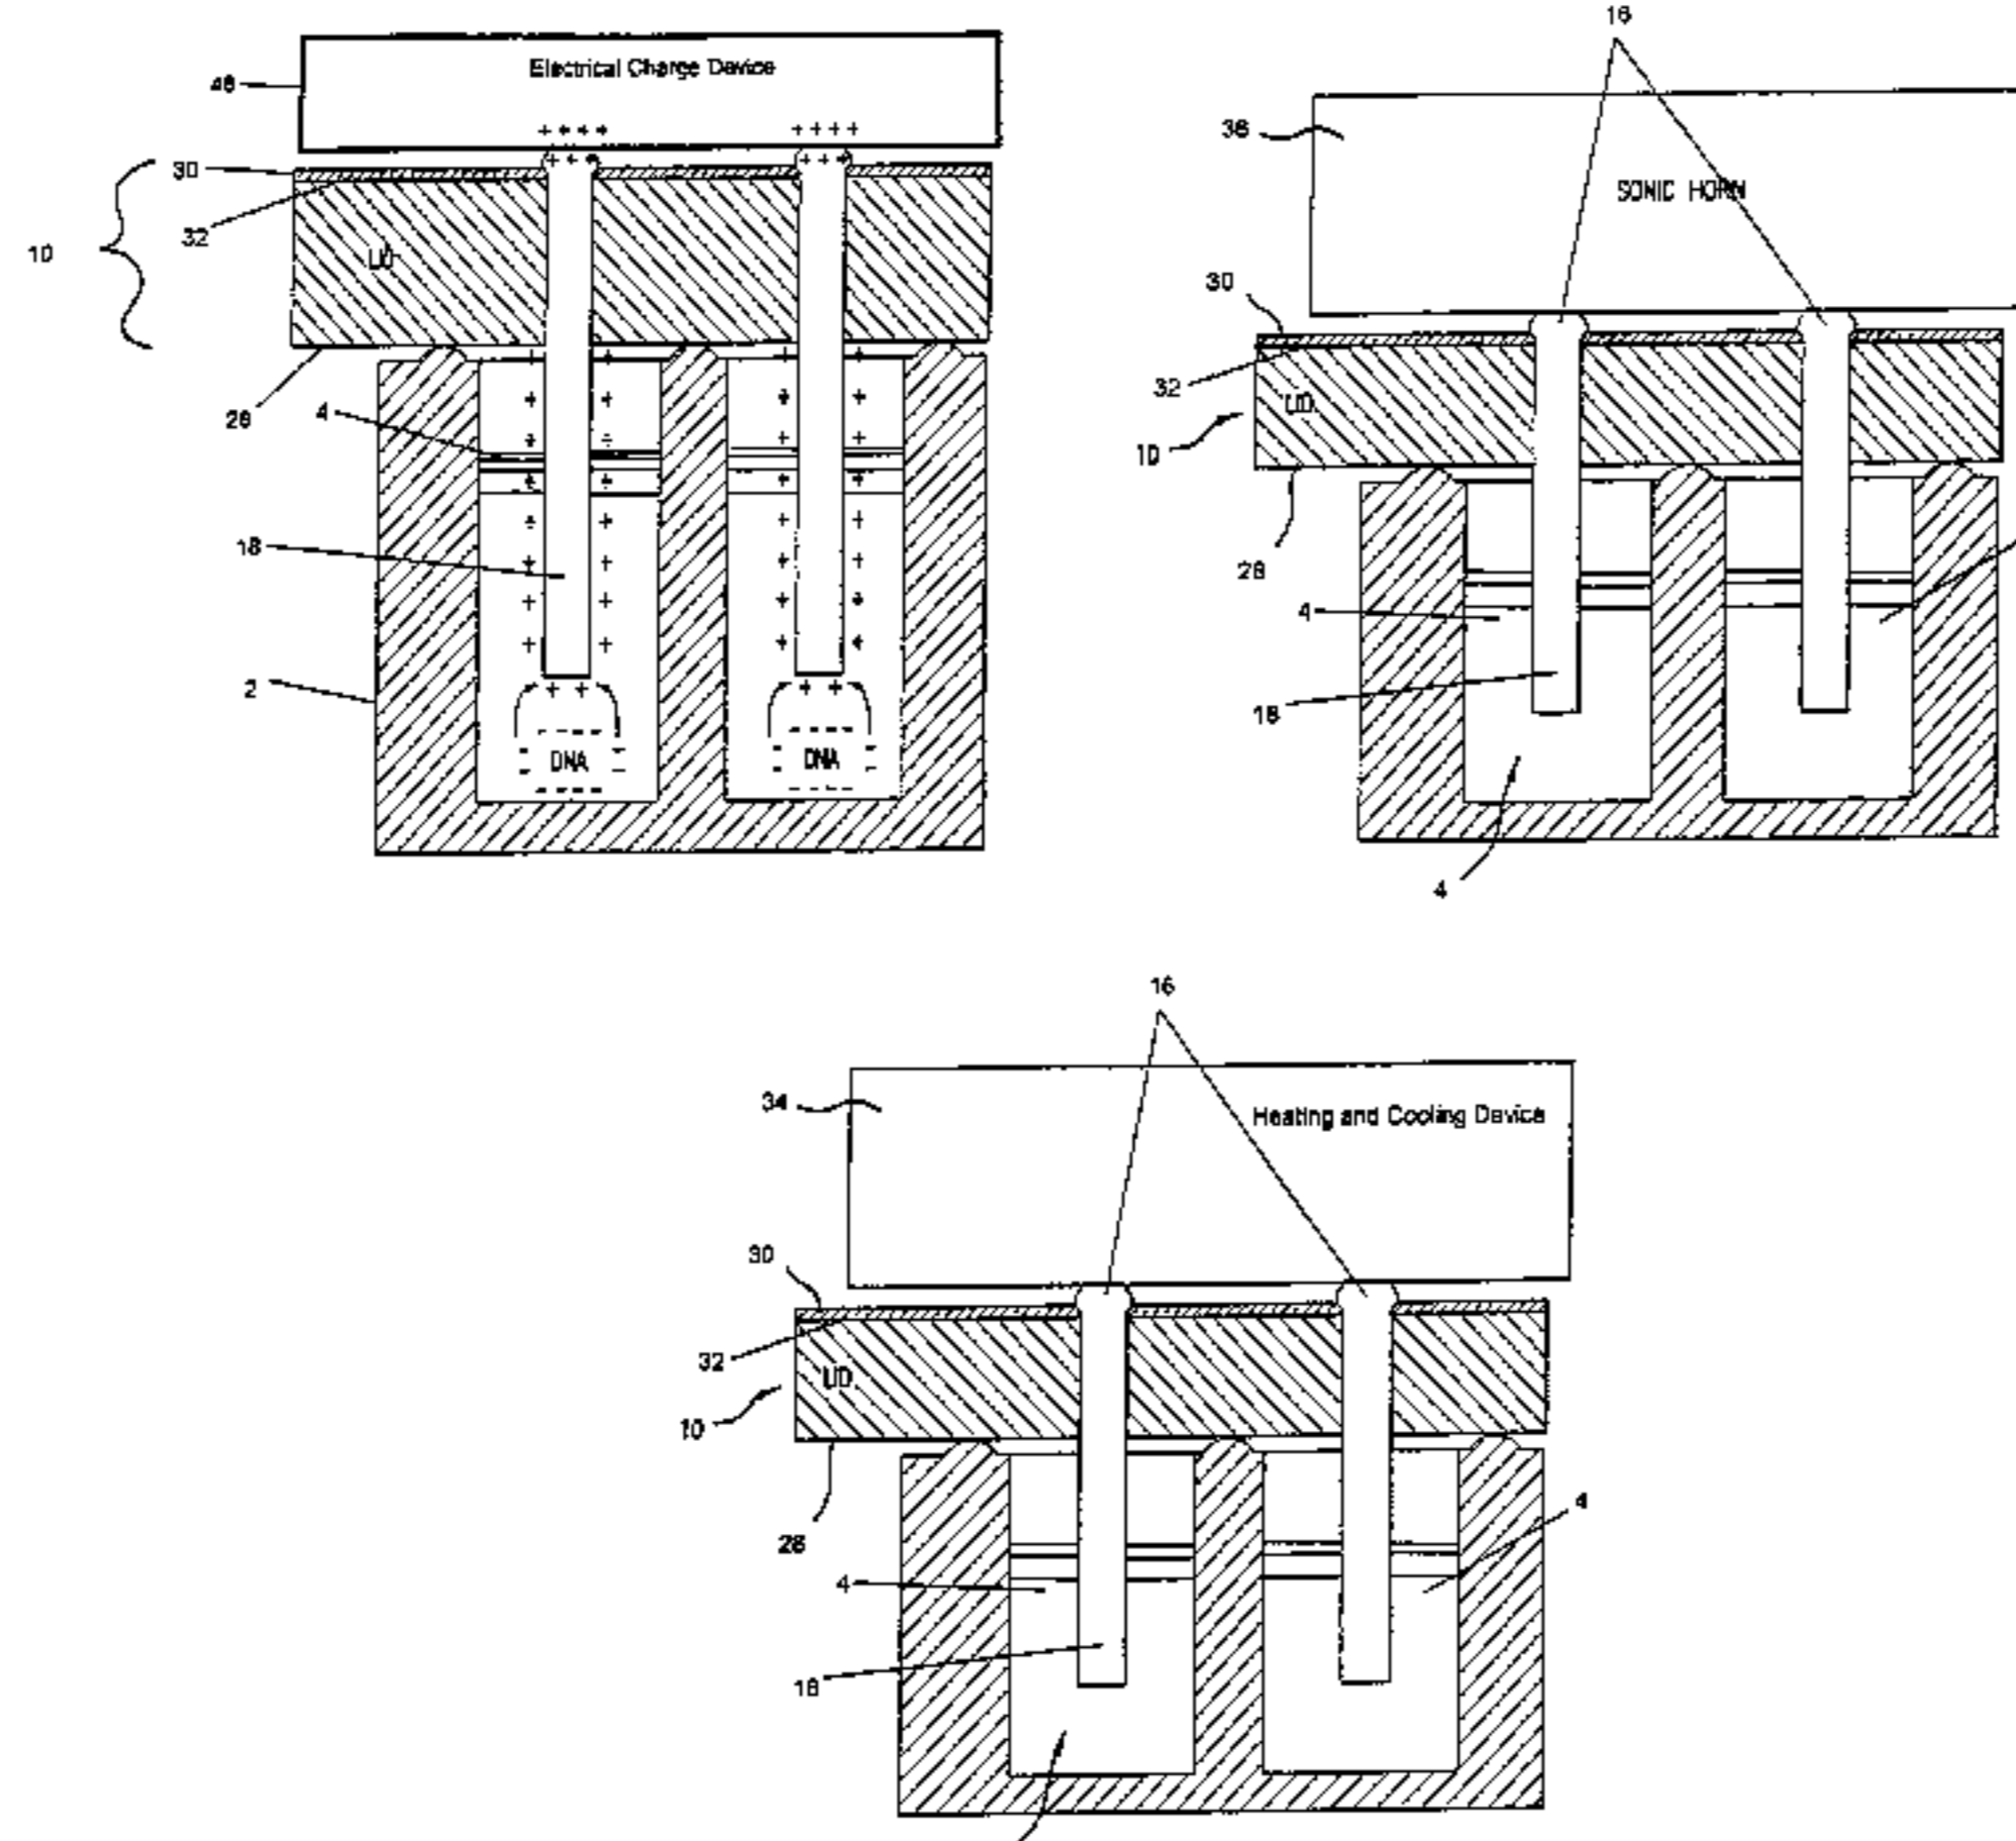 Electrical Charge Device
48
+ + + +
+ + + +
+ + +
+ + +
30
32
10
LID
28
4
18
2
+ +
+ +
DNA
DNA
16
36
SONIC HORN
30
32
LID
10
28
4
18
4
16
34
Heating and Cooling Device
30
32
LID
10
28
4
4
18